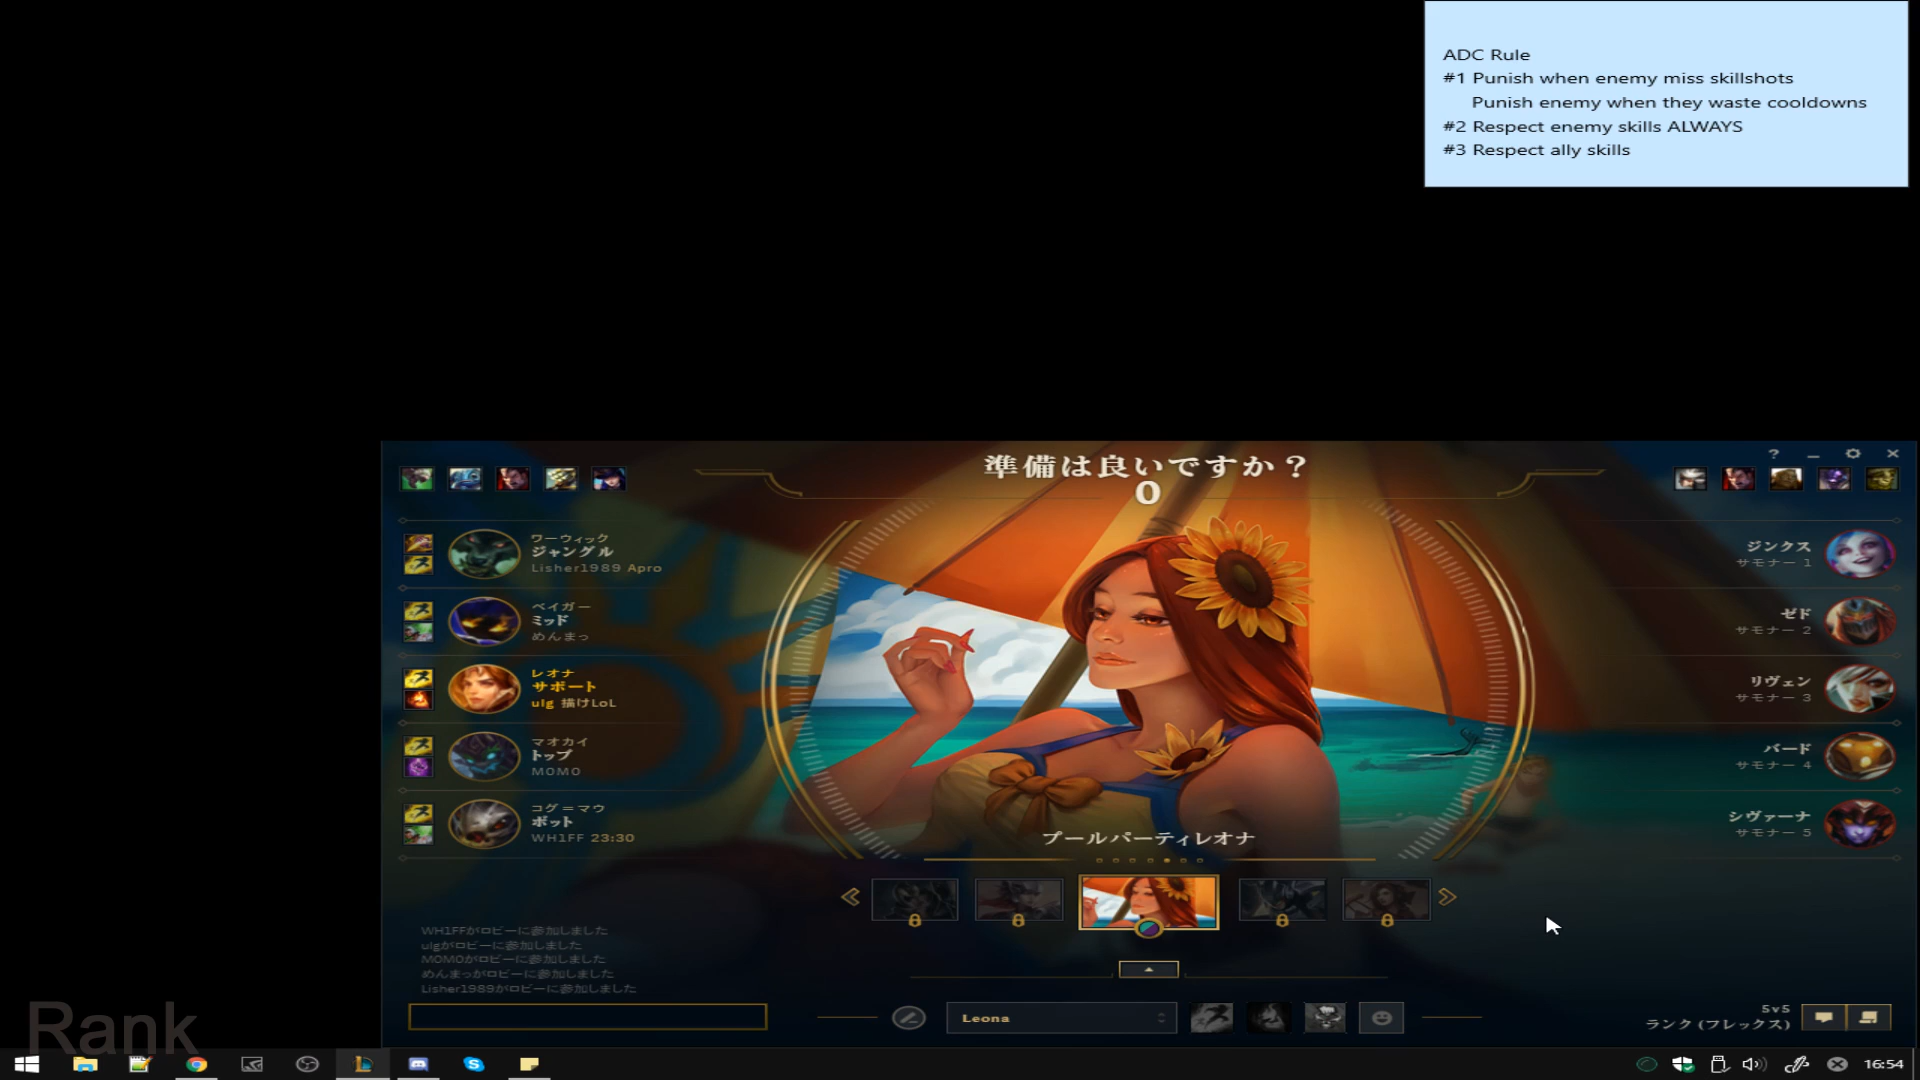 ADC Rule
#1 Punish when enemy miss skillshots
Punish enemy when they waste cooldowns
#2 Respect enemy skills ALWAYS
#3 Respect ally skills
準備は良いですか？
0
ワーウィック
ジャングル
Lisher1989 Apro
ベイガー
ミッド
めんまっ
レオナ
サポート
ulg 描けLoL
マオカイ
トップ
MOMO
コグ＝マウ
ボット
WH1FF 23:30
ジンクス
サモナー 1
ゼド
サモナー 2
リヴェン
サモナー 3
バード
サモナー 4
シヴァーナ
サモナー 5
プールパーティレオナ
WH1FFがロビーに参加しました
ulgがロビーに参加しました
MOMOがロビーに参加しました
めんまっがロビーに参加しました
Lisher1989がロビーに参加しました
Leona
5v5
ランク (フレックス)
Rank
16:54